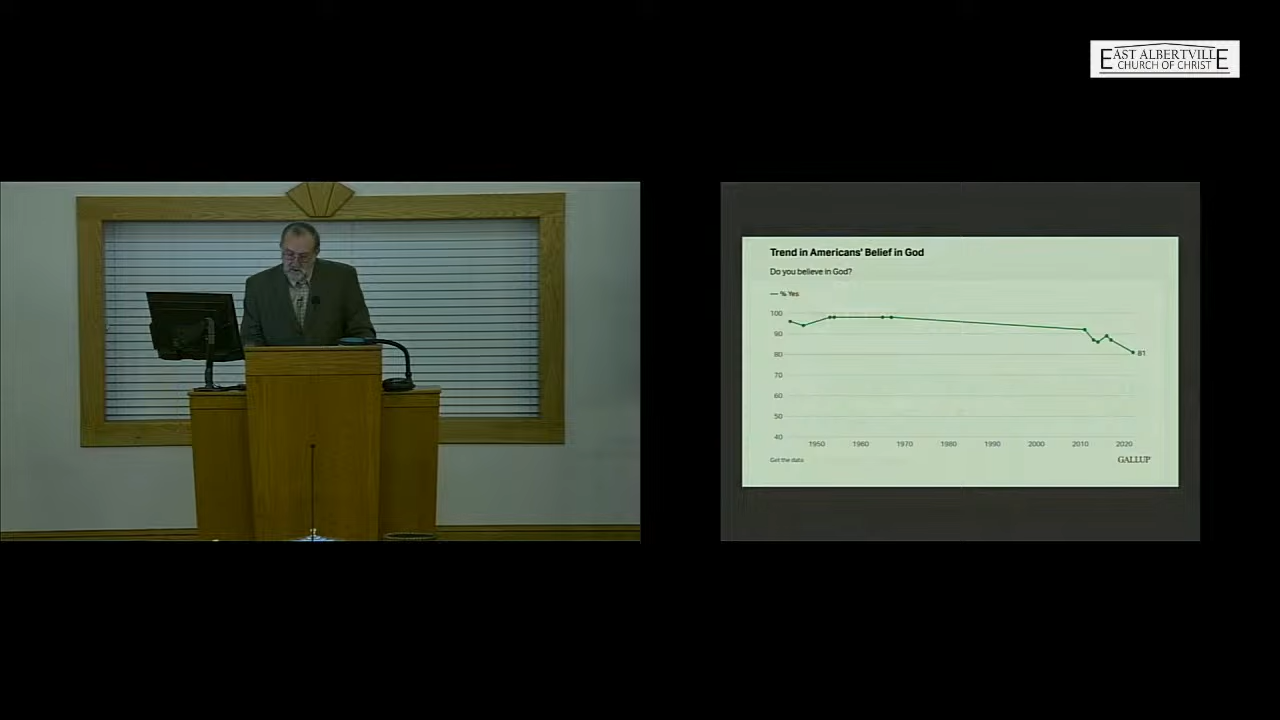 EAST ALBERTVILLE
CHURCH OF CHRIST
Trend in Americans' Belief in God
Do you believe in God?
% Yes
100
90
80
70
60
50
40
81
1950 1960 1970 1980 1990 2000 2010 2020
Get the data
GALLUP